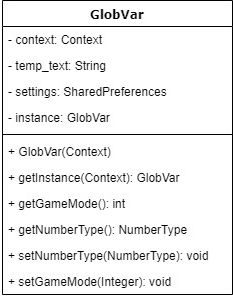 GlobVar
- context: Context
- temp_text: String
- settings: SharedPreferences
- instance: GlobVar
+ GlobVar(Context)
+ getInstance(Context): GlobVar
+ getGameMode(): int
+ getNumberType(): NumberType
+ setNumberType(NumberType): void
+ setGameMode(Integer): void